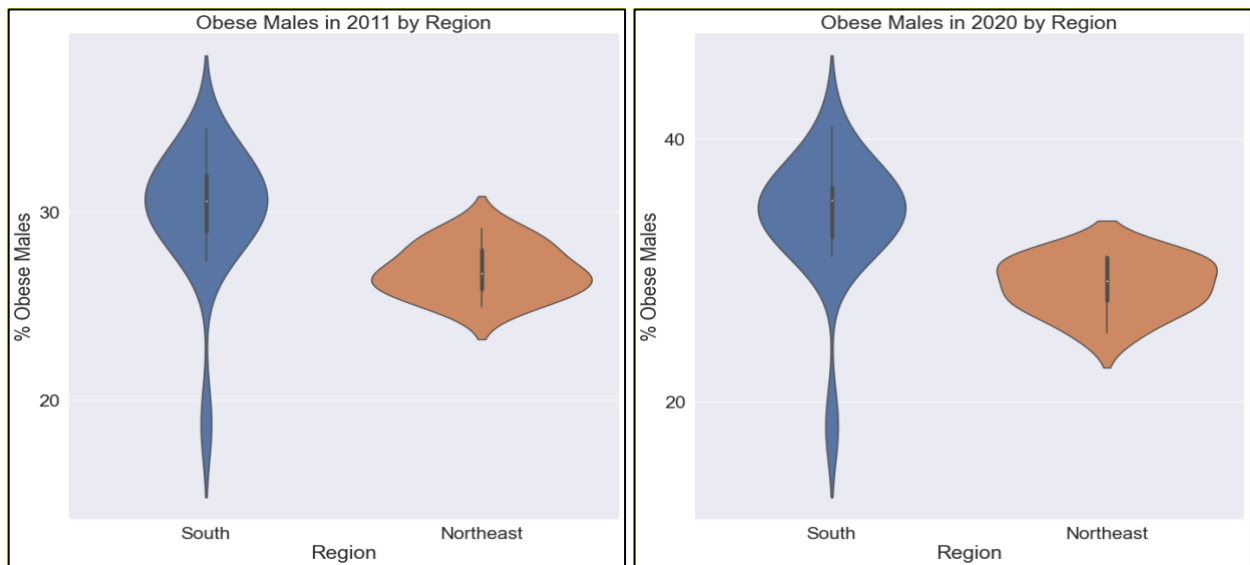 Obese Males in 2011 by Region
% Obese Males
30
20
South
Northeast
Region
Obese Males in 2020 by Region
% Obese Males
40
20
South
Northeast
Region